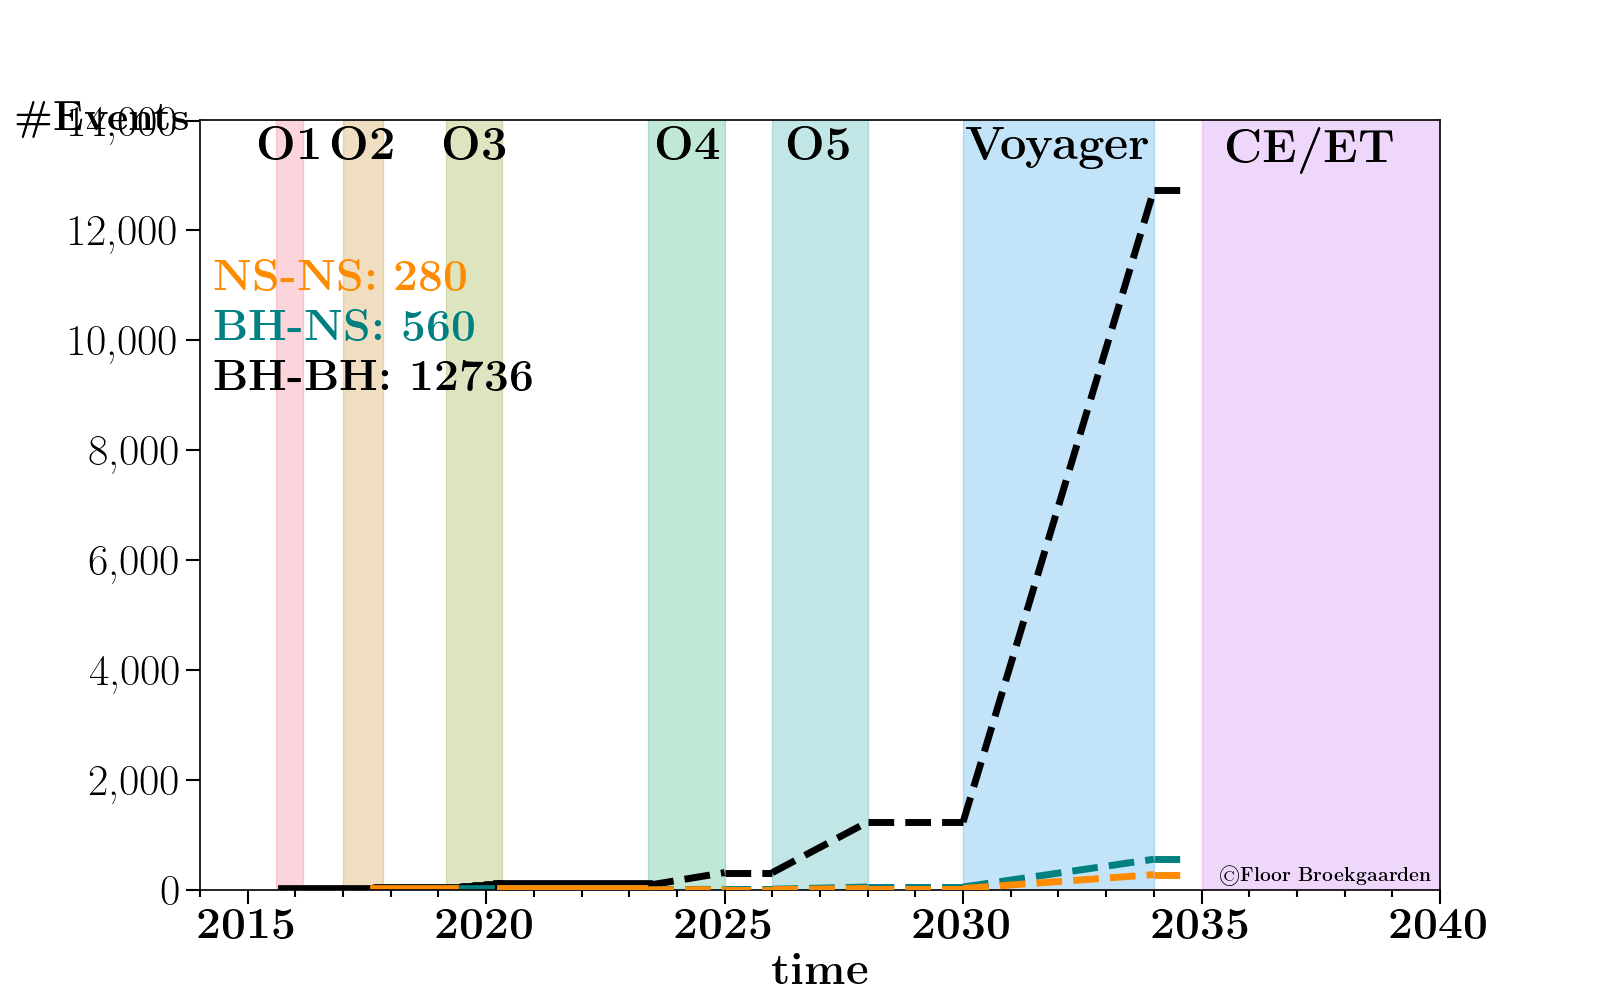 #Events
14,000
O1 O2 O3 O4 O5 Voyager CE/ET
12,000
NS-NS: 280
BH-NS: 560
10,000
BH-BH: 12736
8,000
6,000
4,000
2,000
0
©Floor Broekgaarden
2015 2020 2025 2030 2035 2040
time